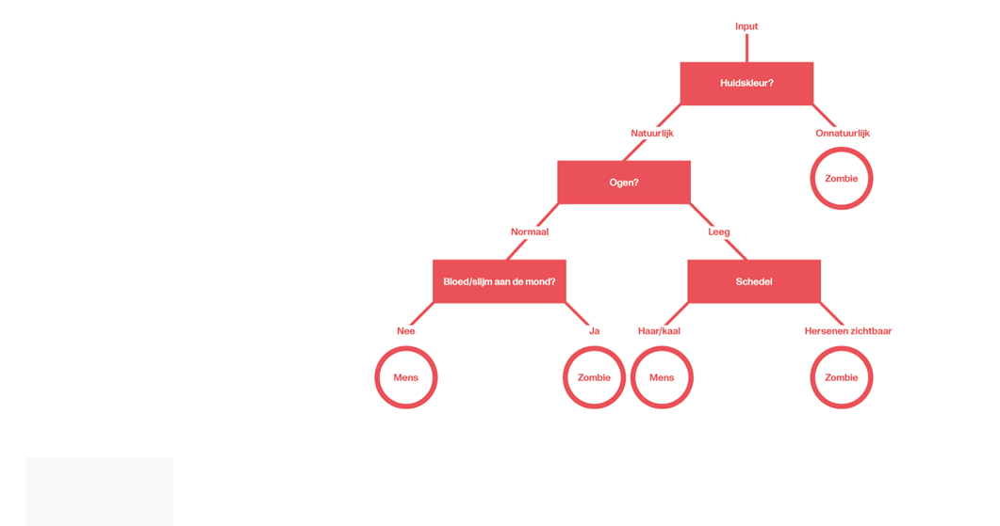 Input
Huidskleur?
Natuurlijk
Onnatuurlijk
Ogen?
Zombie
Normaal
Leeg
Bloed/slijm aan de mond?
Schedel
Nee
Ja
Haar/kaal
Hersenen zichtbaar
Mens
Zombie
Mens
Zombie